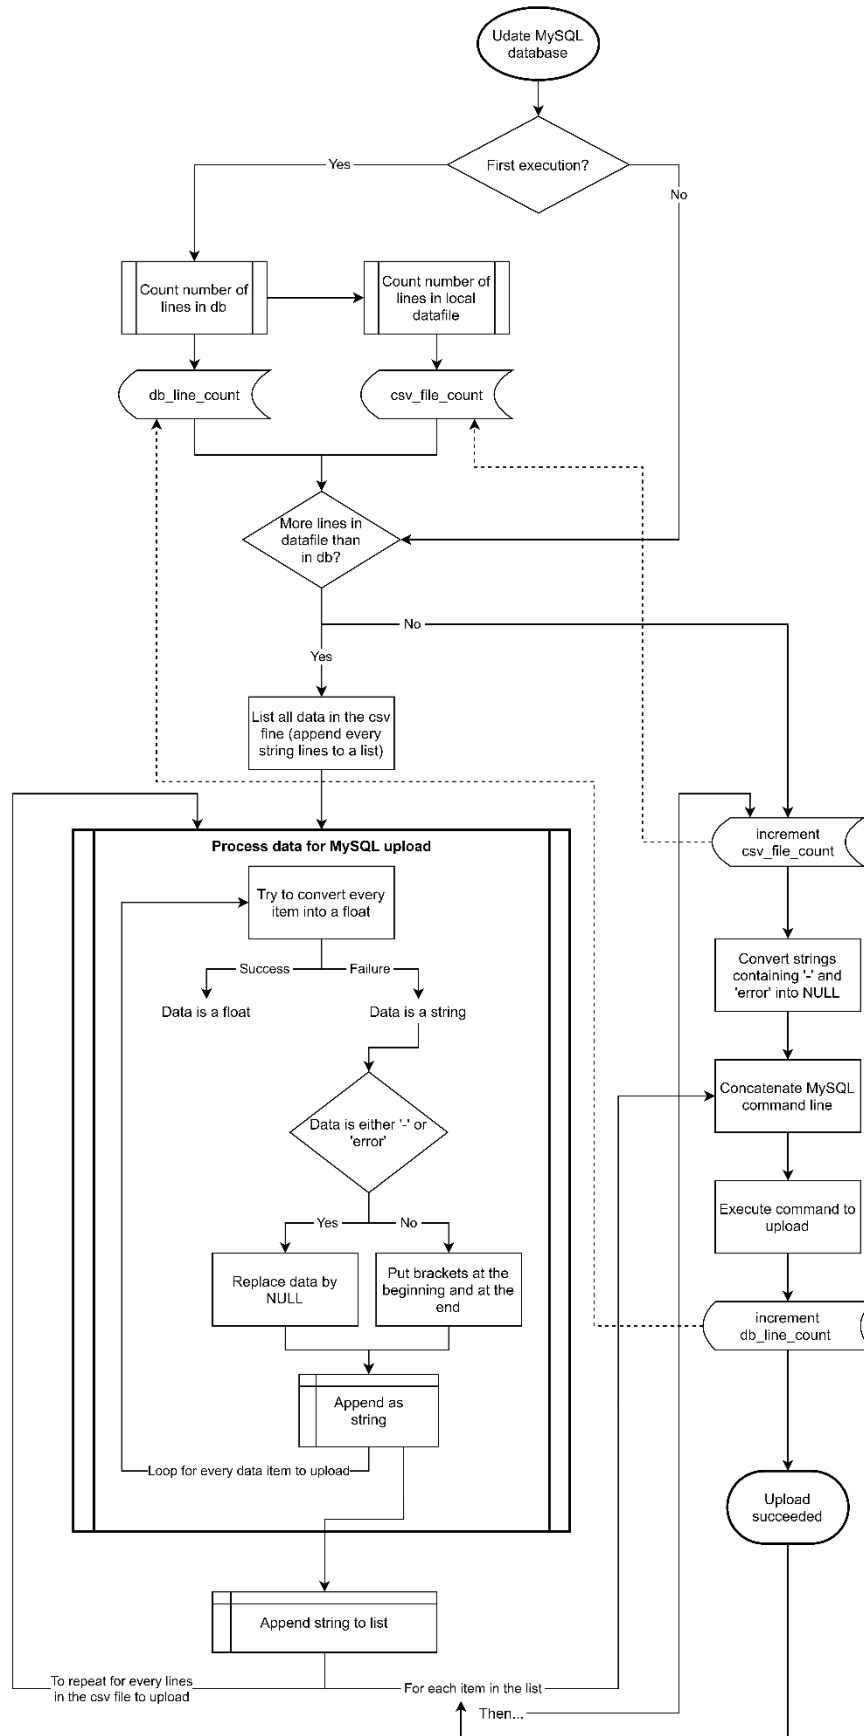 Udate MySQL
database
First execution?
Yes
No
Count number of
lines in db
Count number of
lines in local
datafile
db_line_count
csv_file_count
More lines in
datafile than
in db?
No
Yes
List all data in the csv
fine (append every
string lines to a list)
Process data for MySQL upload
increment
csv_file_count
Try to convert every
item into a float
Success
Failure
Data is a float
Data is a string
Convert strings
containing '-' and
'error' into NULL
Concatenate MySQL
command line
Data is either '-' or
'error'
Execute command to
upload
Yes
No
Replace data by
NULL
Put brackets at the
beginning and at the
end
increment
db_line_count
Append as
string
Loop for every data item to upload
Upload
succeeded
Append string to list
To repeat for every lines
in the csv file to upload
For each item in the list
Then...